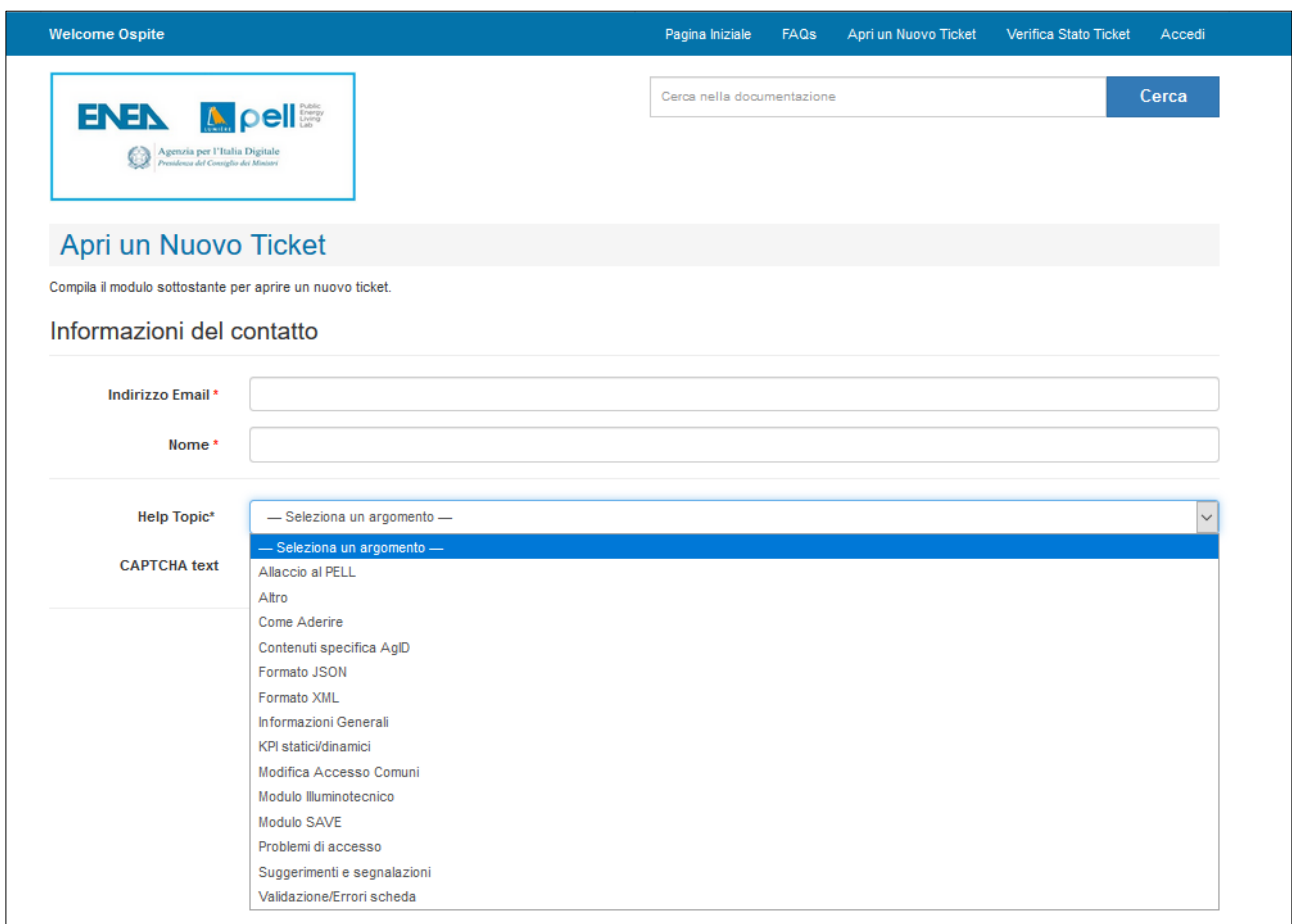 Welcome Ospite
Pagina Iniziale FAQs Apri un Nuovo Ticket Verifica Stato Ticket Accedi
ENEA LUMIÈRE pell Public Energy Living Lab
Agenzia per l'Italia Digitale
Presidenza del Consiglio dei Ministri
Cerca nella documentazione
Cerca
Apri un Nuovo Ticket
Compila il modulo sottostante per aprire un nuovo ticket.
Informazioni del contatto
Indirizzo Email *
Nome *
Help Topic*
— Seleziona un argomento —
CAPTCHA text
— Seleziona un argomento —
Allaccio al PELL
Altro
Come Aderire
Contenuti specifica AgID
Formato JSON
Formato XML
Informazioni Generali
KPI statici/dinamici
Modifica Accesso Comuni
Modulo Illuminotecnico
Modulo SAVE
Problemi di accesso
Suggerimenti e segnalazioni
Validazione/Errori scheda